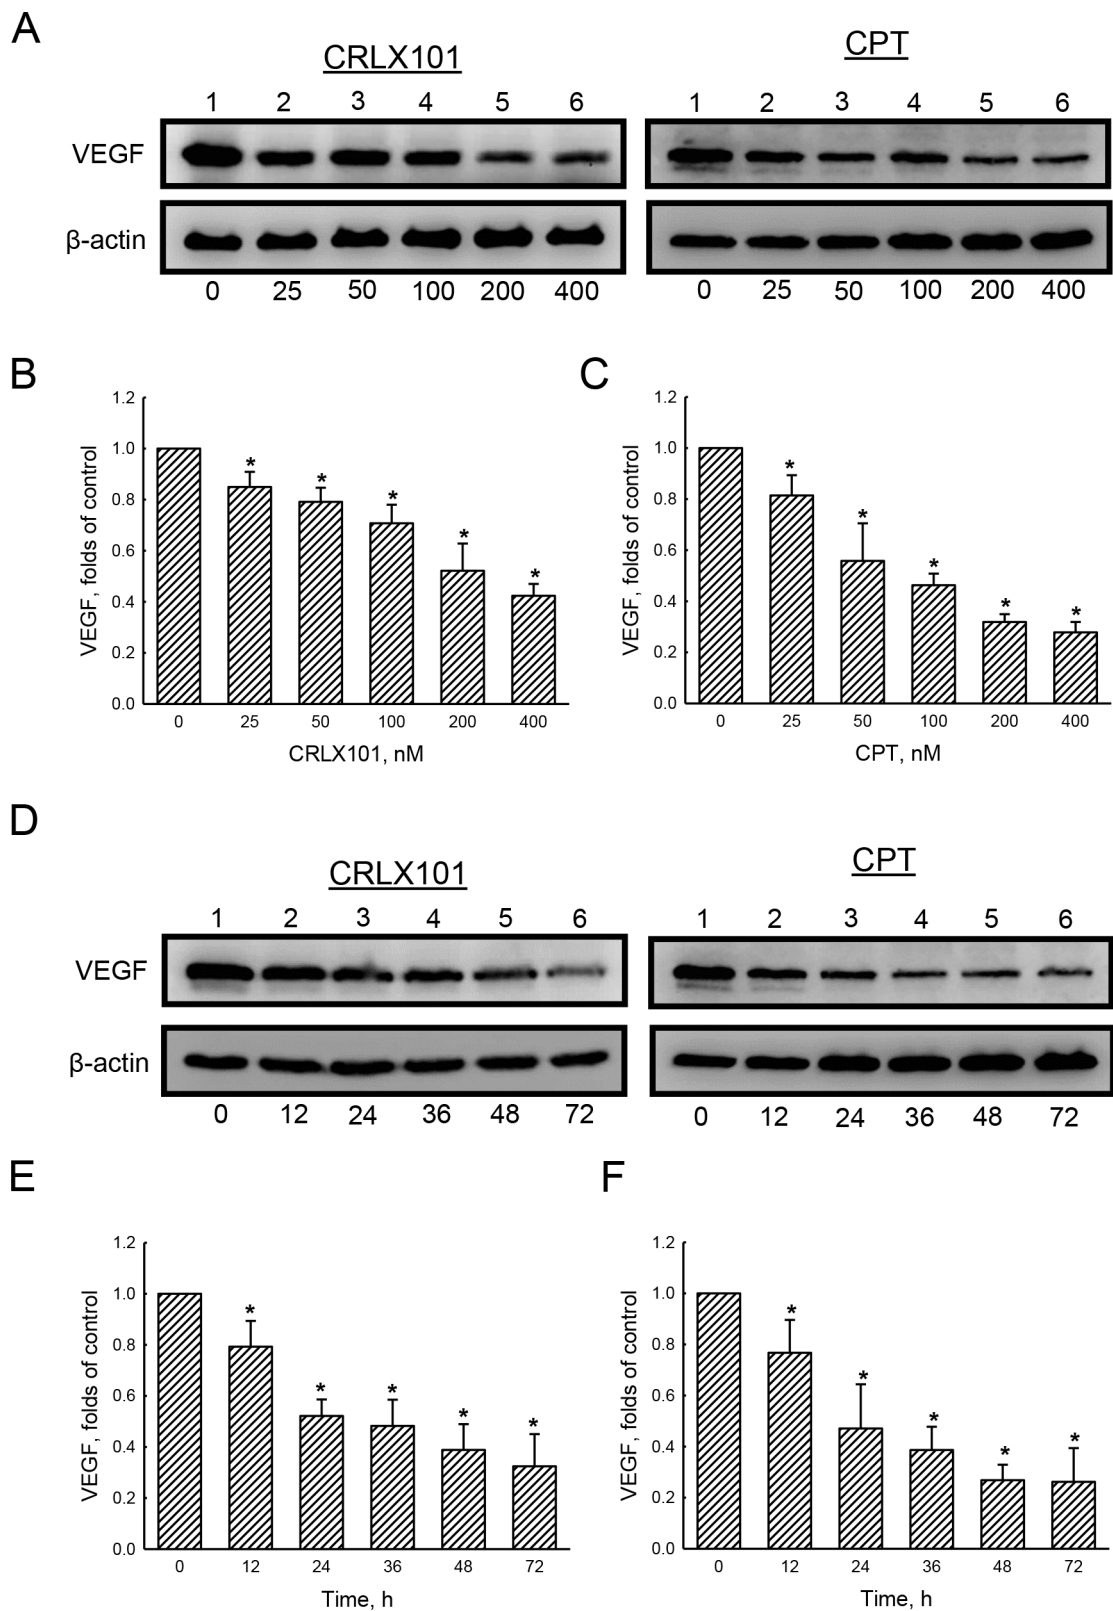 A
CRLX101
CPT
1 2 3 4 5 6
1 2 3 4 5 6
VEGF
β-actin
0 25 50 100 200 400
0 25 50 100 200 400
B
VEGF, folds of control
1.2
1.0
0.8
0.6
0.4
0.2
0.0
* * * * *
0 25 50 100 200 400
CRLX101, nM
C
VEGF, folds of control
1.2
1.0
0.8
0.6
0.4
0.2
0.0
* * * * *
0 25 50 100 200 400
CPT, nM
D
CRLX101
CPT
1 2 3 4 5 6
1 2 3 4 5 6
VEGF
β-actin
0 12 24 36 48 72
0 12 24 36 48 72
E
VEGF, folds of control
1.2
1.0
0.8
0.6
0.4
0.2
0.0
* * * * *
0 12 24 36 48 72
Time, h
F
VEGF, folds of control
1.2
1.0
0.8
0.6
0.4
0.2
0.0
* * * * *
0 12 24 36 48 72
Time, h